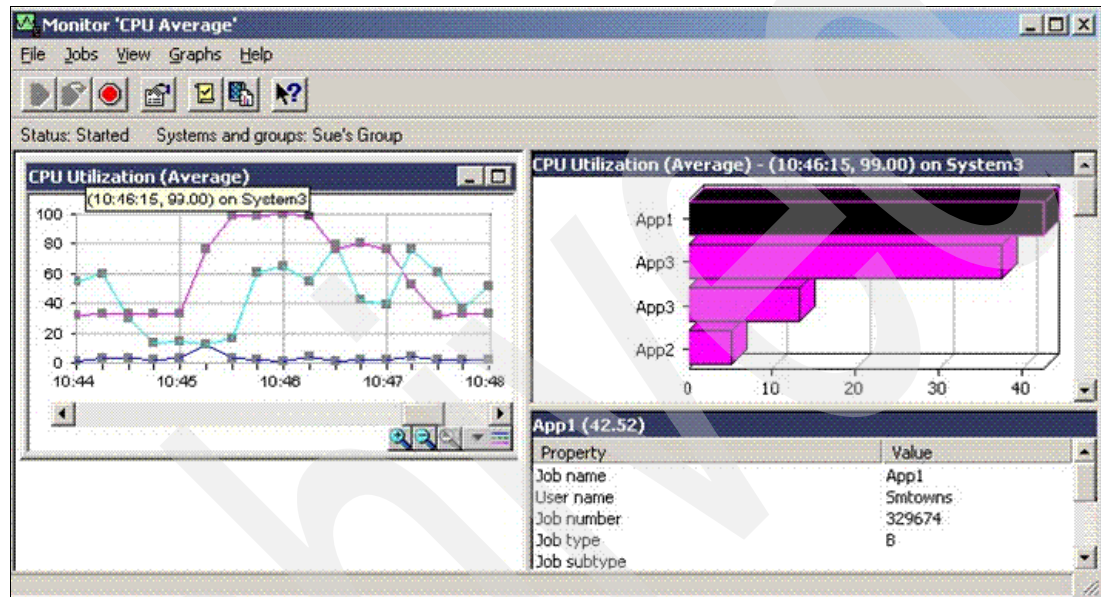 Monitor 'CPU Average'
File Jobs View Graphs Help
Status: Started Systems and groups: Sue's Group
CPU Utilization (Average)
(10:46:15, 99.00) on System3
100
80
60
40
20
0
10:44 10:45 10:46 10:47 10:48
CPU Utilization (Average) - (10:46:15, 99.00) on System3
App1
App3
App3
App2
0 10 20 30 40
App1 (42.52)
Property Value
Job name App1
User name Smtowns
Job number 329674
Job type B
Job subtype